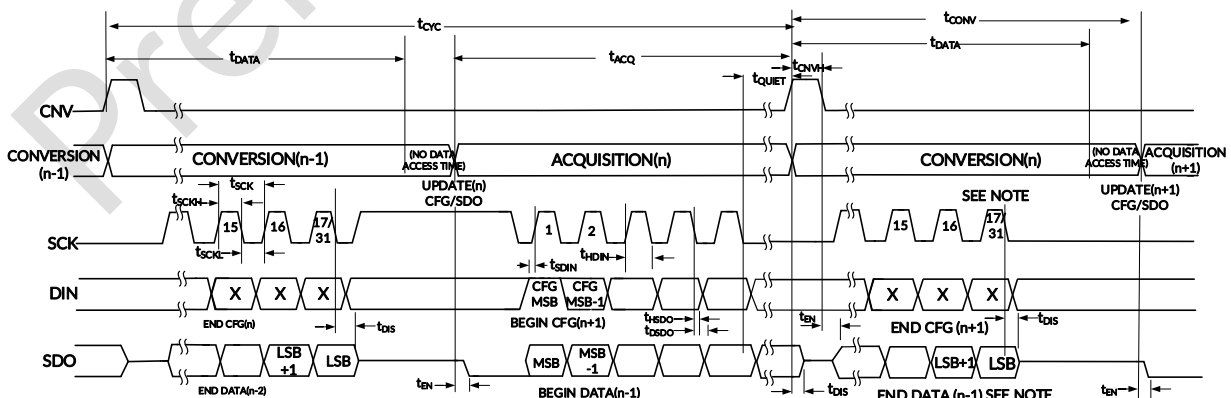 Pre
tCYC tCONV
tDATA tACQ tDATA
tQUIET tCNVH
CNV
CONVERSION (n-1) CONVERSION(n-1) (NO DATA ACCESS TIME) ACQUISITION(n) CONVERSION(n) (NO DATA ACCESS TIME) ACQUISITION (n+1)
UPDATE(n) CFG/SDO SEE NOTE UPDATE(n+1) CFG/SDO
tSCK
tSCKH
SCK 15 16 17/31 1 2 15 16 17/31
tSCKL tHDIN
tSDIN
DIN X X X CFG MSB CFG MSB-1 X X X
END CFG(n) tDIS BEGIN CFG(n+1) tHSDO tDSDO tEN END CFG (n+1) tDIS
SDO LSB +1 LSB MSB MSB -1 LSB+1 LSB
END DATA(n-2) tEN BEGIN DATA(n-1) tDIS END DATA (n-1) SEE NOTE tEN